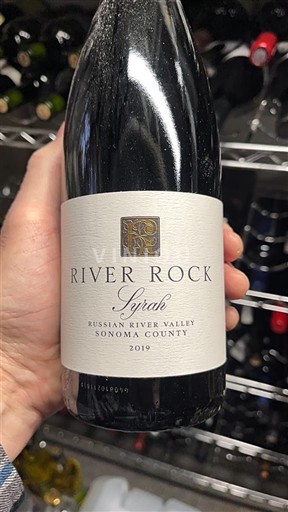 RIVER ROCK
Syrah
RUSSIAN RIVER VALLEY
SONOMA COUNTY
2019